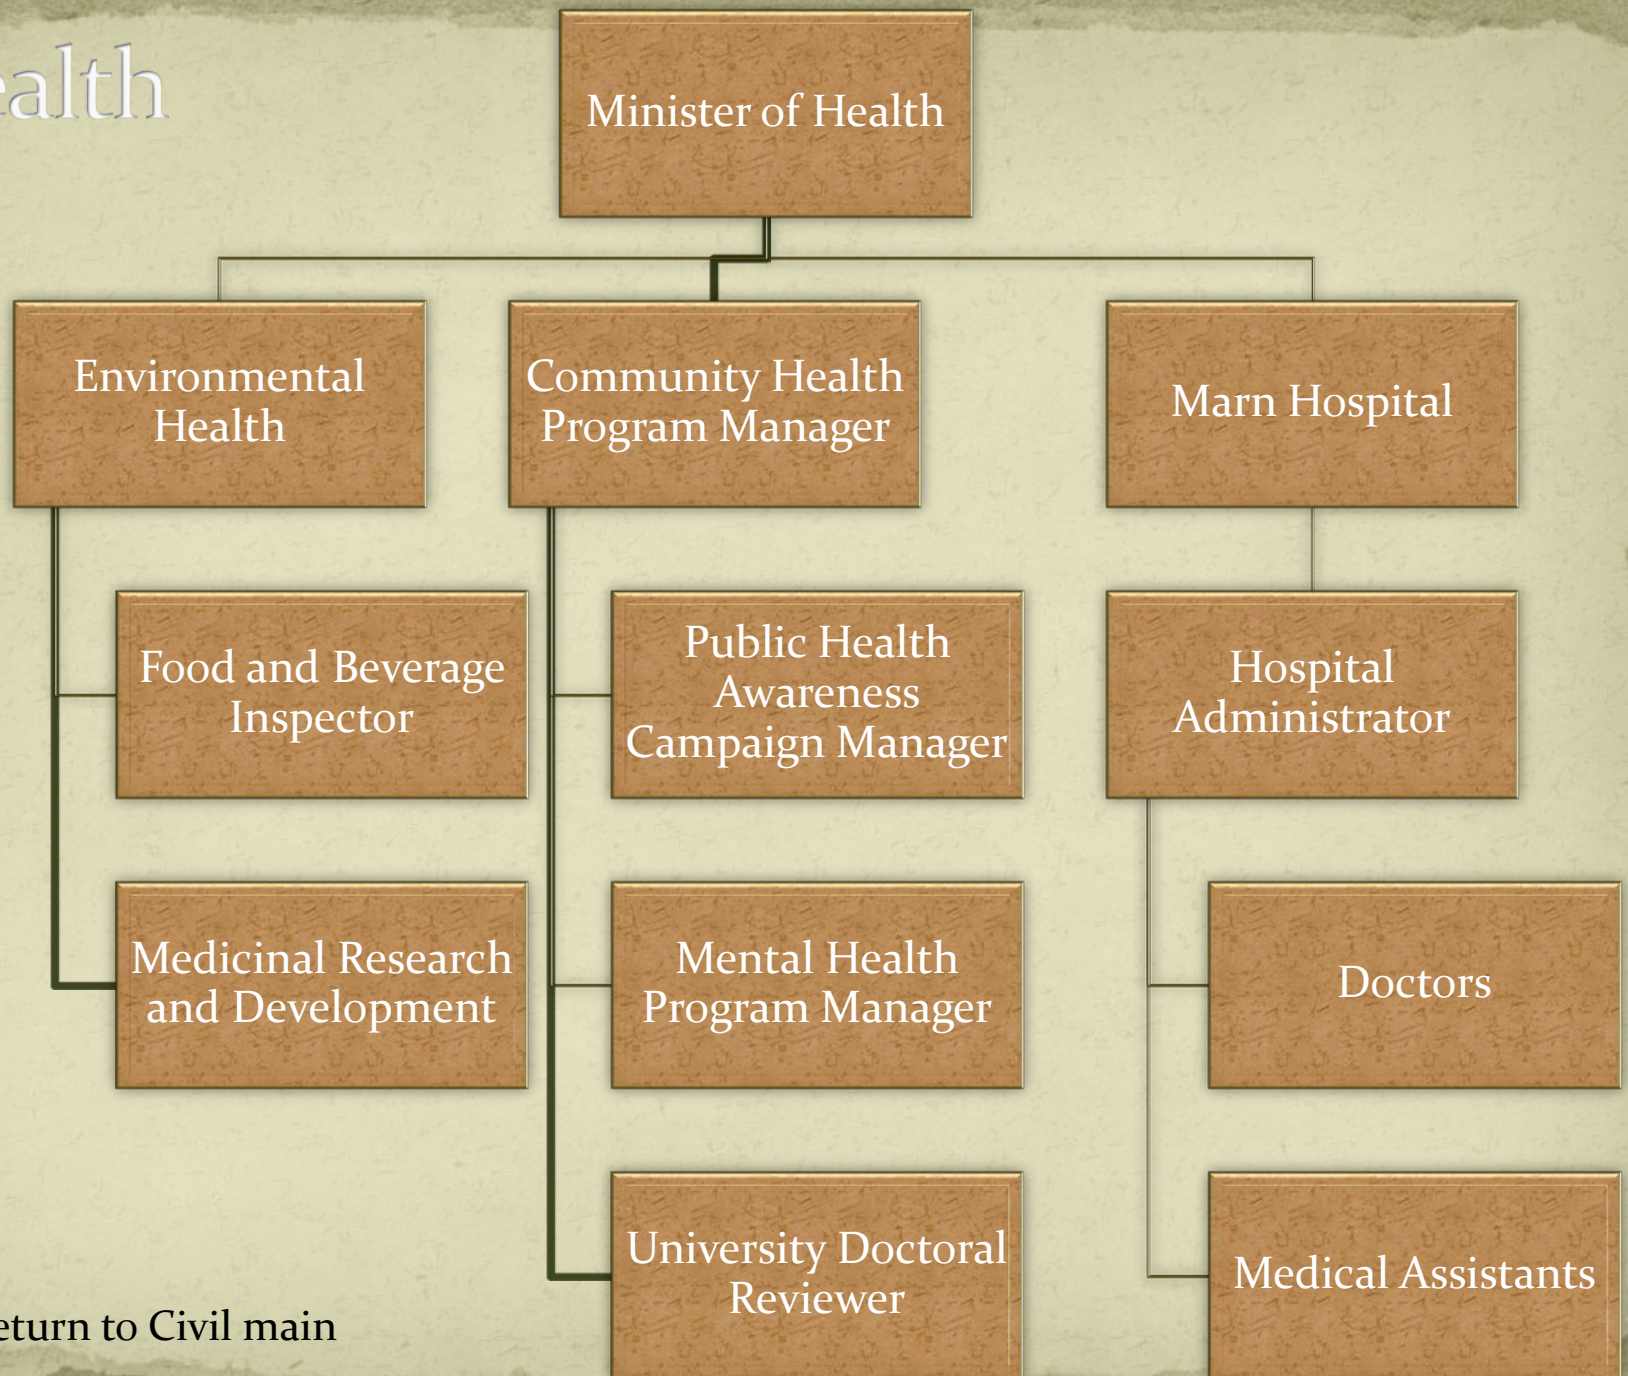 ealth
Minister of Health
Environmental
Health
Community Health
Program Manager
Marn Hospital
Food and Beverage
Inspector
Public Health
Awareness
Campaign Manager
Hospital
Administrator
Medicinal Research
and Development
Mental Health
Program Manager
Doctors
University Doctoral
Reviewer
Medical Assistants
eturn to Civil main